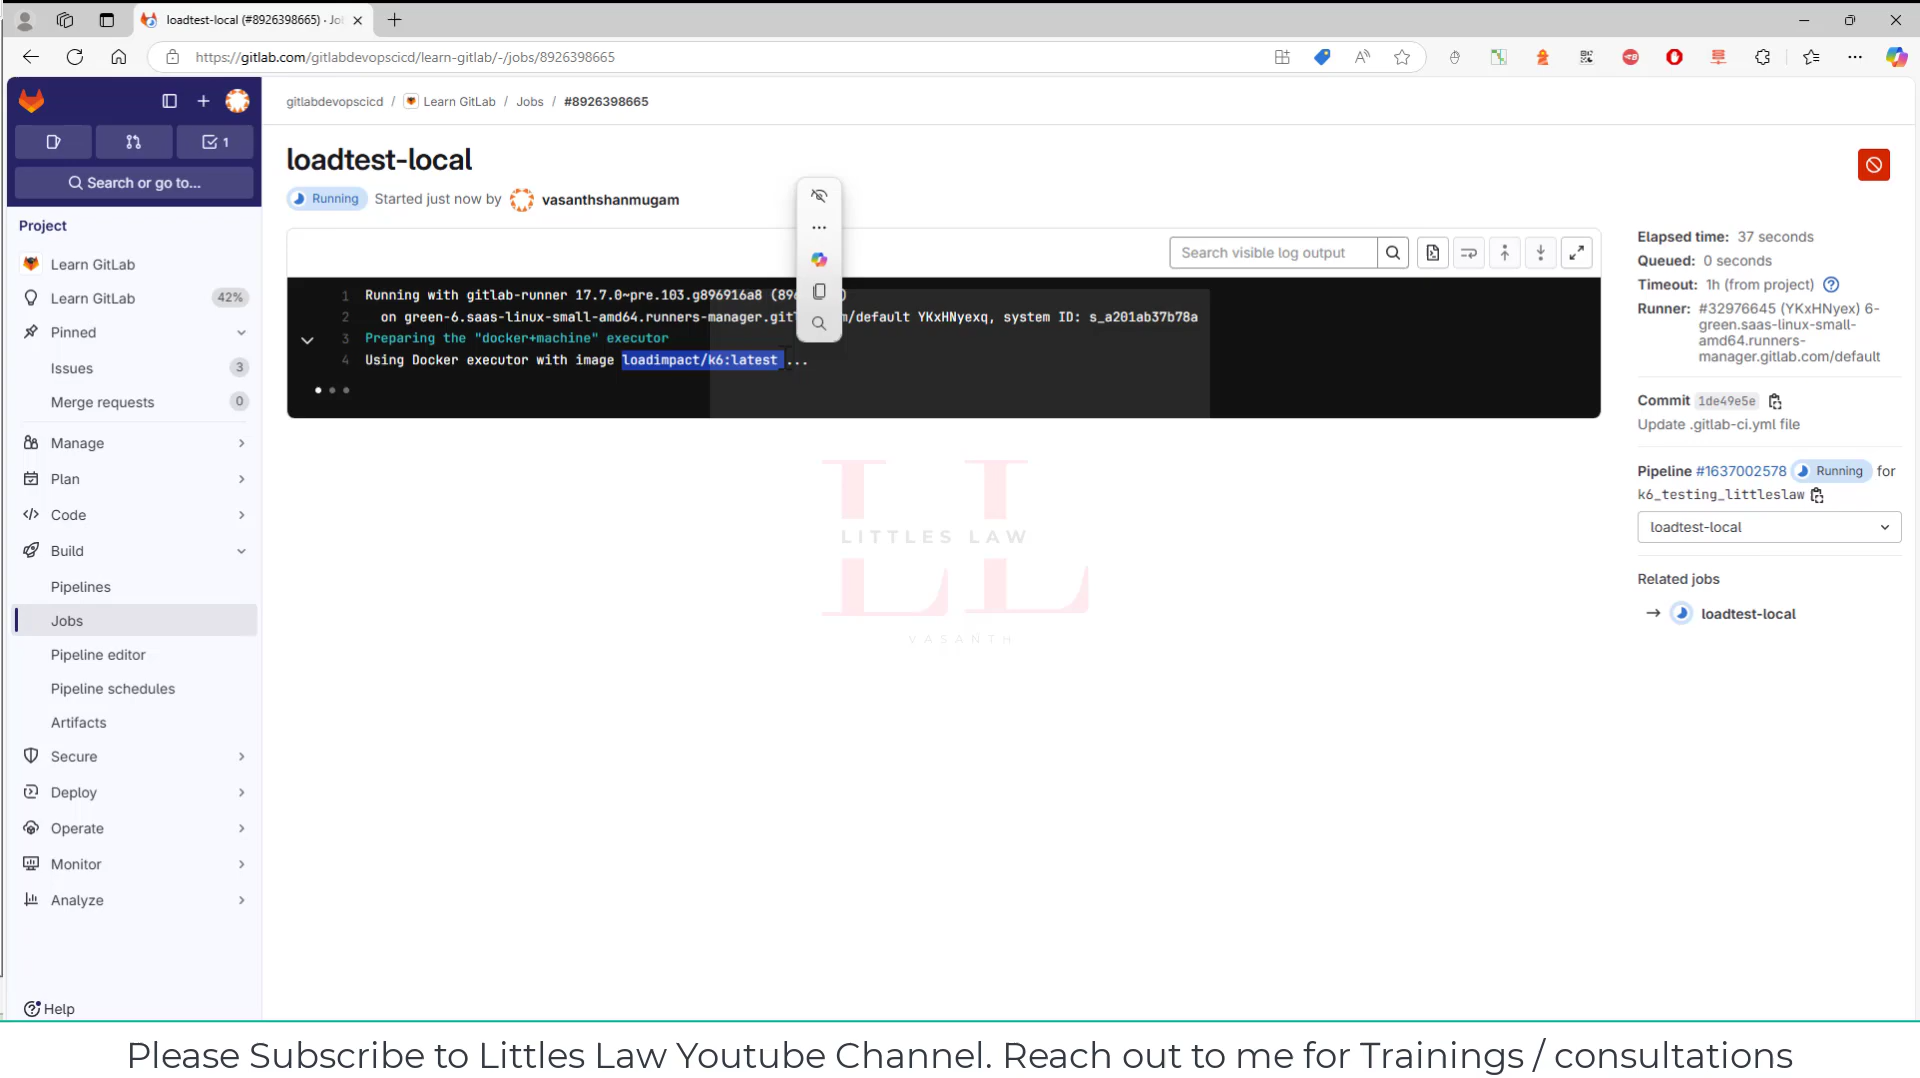 loadtest-local (#8926398665) · Jo
https://gitlab.com/gitlabdevopscicd/learn-gitlab/-/jobs/8926398665
gitlabdevopscicd / Learn GitLab / Jobs / #8926398665
1
Search or go to...
Project
Learn GitLab
Learn GitLab 42%
Pinned
Issues 3
Merge requests 0
Manage
Plan
Code
Build
Pipelines
Jobs
Pipeline editor
Pipeline schedules
Artifacts
Secure
Deploy
Operate
Monitor
Analyze
Help
loadtest-local
Running Started just now by vasanthshanmugam
Search visible log output
1 Running with gitlab-runner 17.7.0~pre.103.g896916a8 (89 )
2 on green-6.saas-linux-small-amd64.runners-manager.gitl m/default YKxHNyexq, system ID: s_a201ab37b78a
3 Preparing the "docker+machine" executor
4 Using Docker executor with image loadimpact/k6:latest ...
LITTLES LAW
VASANTH
Elapsed time: 37 seconds
Queued: 0 seconds
Timeout: 1h (from project)
Runner: #32976645 (YKxHNyex) 6-
green.saas-linux-small-
amd64.runners-
manager.gitlab.com/default
Commit 1de49e5e
Update .gitlab-ci.yml file
Pipeline #1637002578 Running for
k6_testing_littleslaw
loadtest-local
Related jobs
loadtest-local
Please Subscribe to Littles Law Youtube Channel. Reach out to me for Trainings / consultations